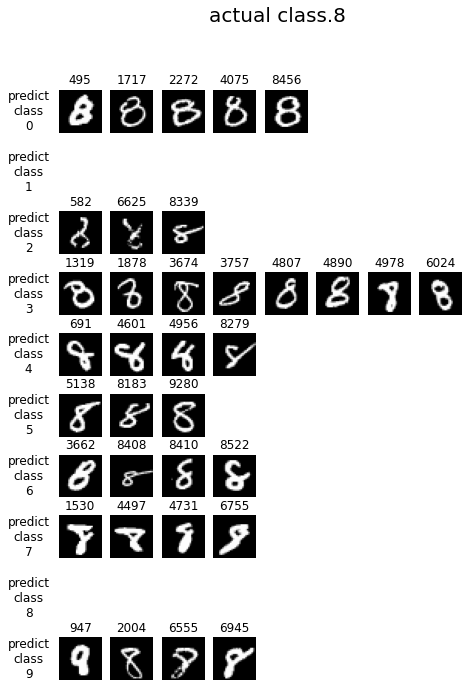 actual class.8
495 1717 2272 4075 8456
predict
class
0
predict
class
1
582 6625 8339
predict
class
2
1319 1878 3674 3757 4807 4890 4978 6024
predict
class
3
691 4601 4956 8279
predict
class
4
5138 8183 9280
predict
class
5
3662 8408 8410 8522
predict
class
6
1530 4497 4731 6755
predict
class
7
predict
class
8
947 2004 6555 6945
predict
class
9